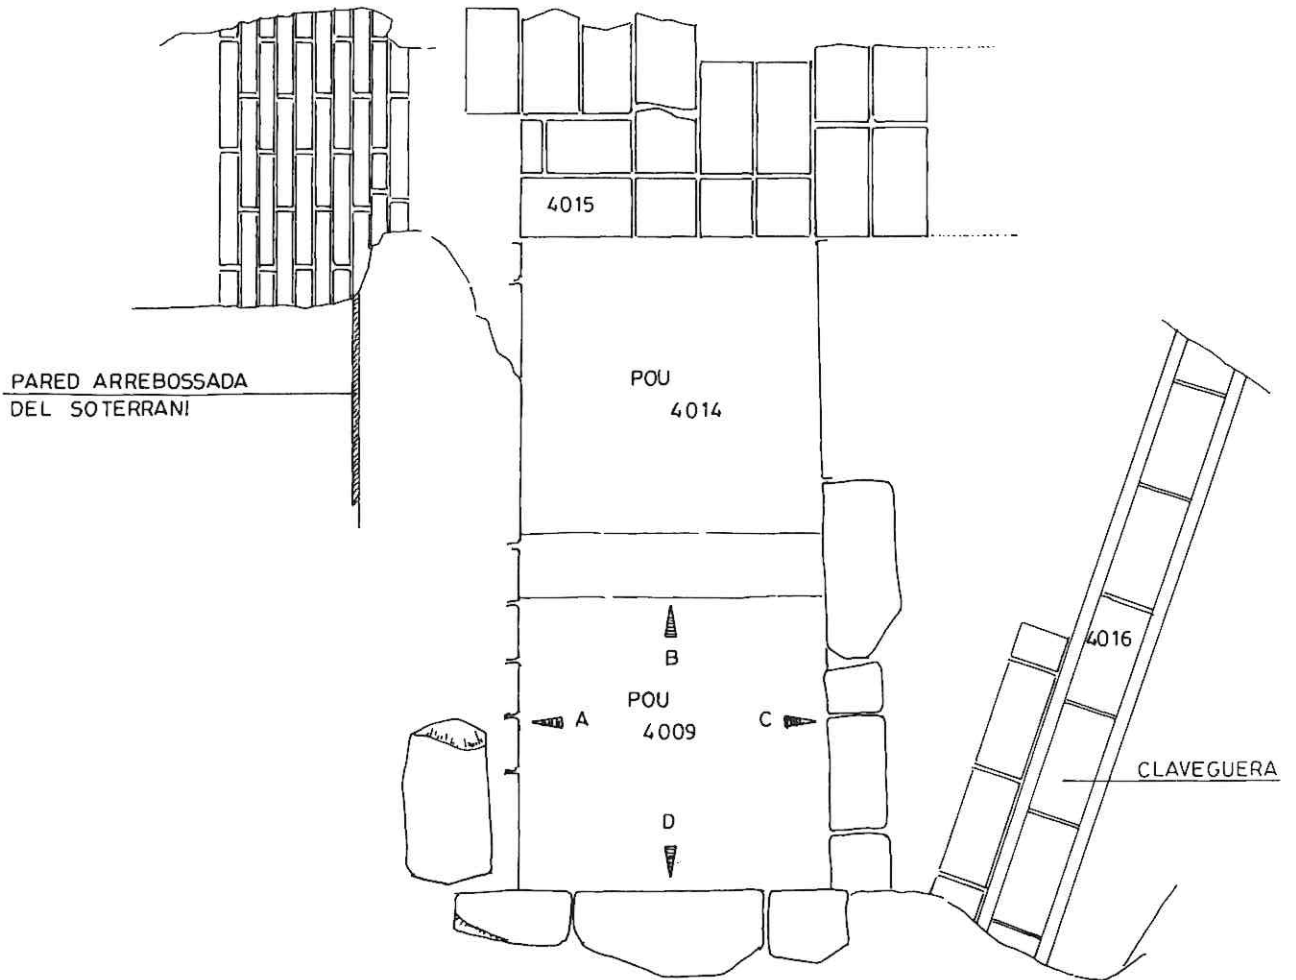 4015
PARED ARREBOSSADA
DEL SOTERRANI
POU
4014
4016
B
POU
A
C
4009
CLAVEGUERA
D